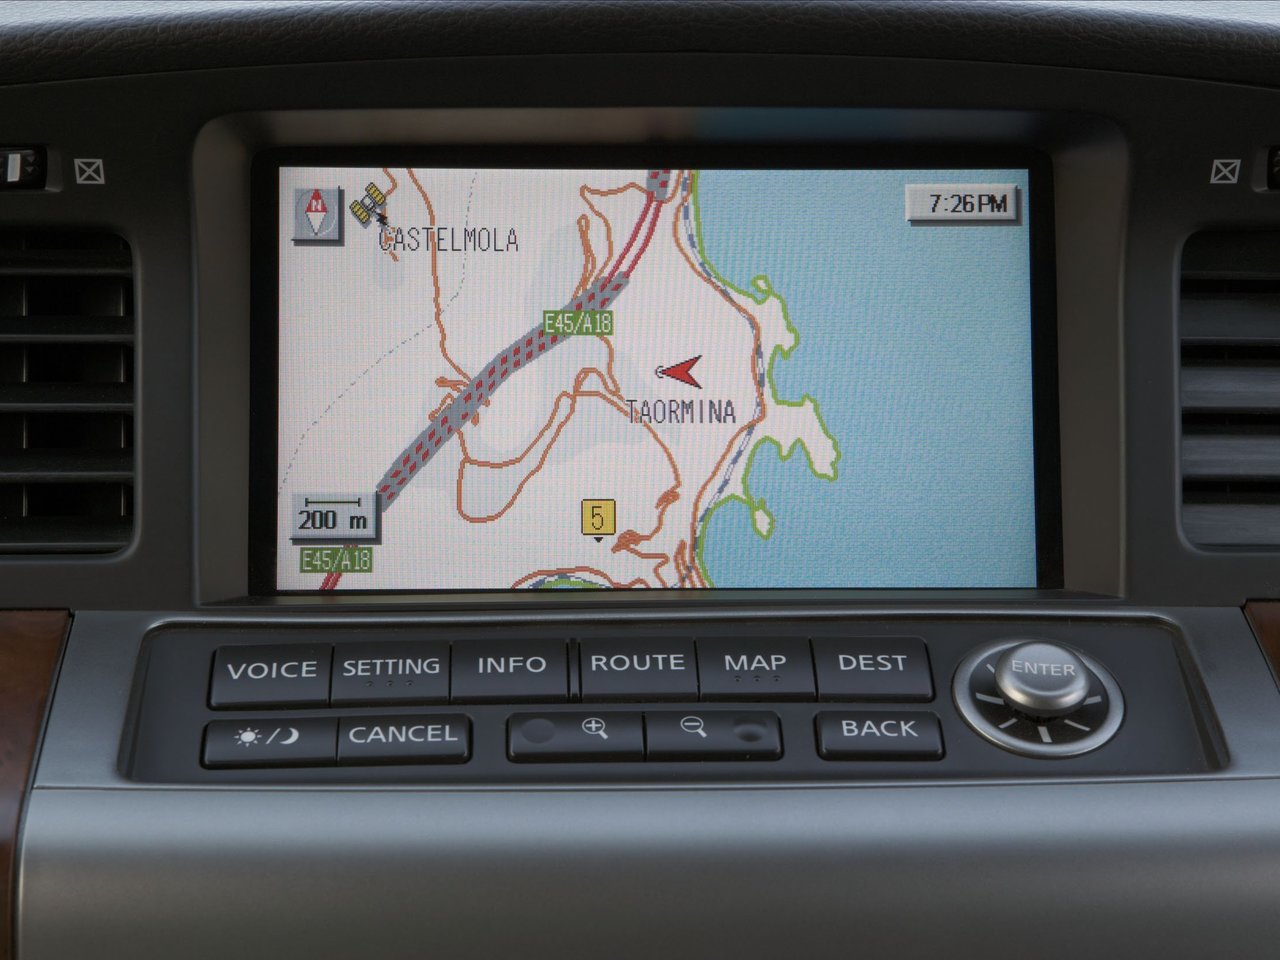 N
7:26PM
CASTELMOLA
E45/A18
TAORMINA
200 m
5
E45/A18
VOICE
SETTING
INFO
ROUTE
MAP
DEST
ENTER
CANCEL
BACK